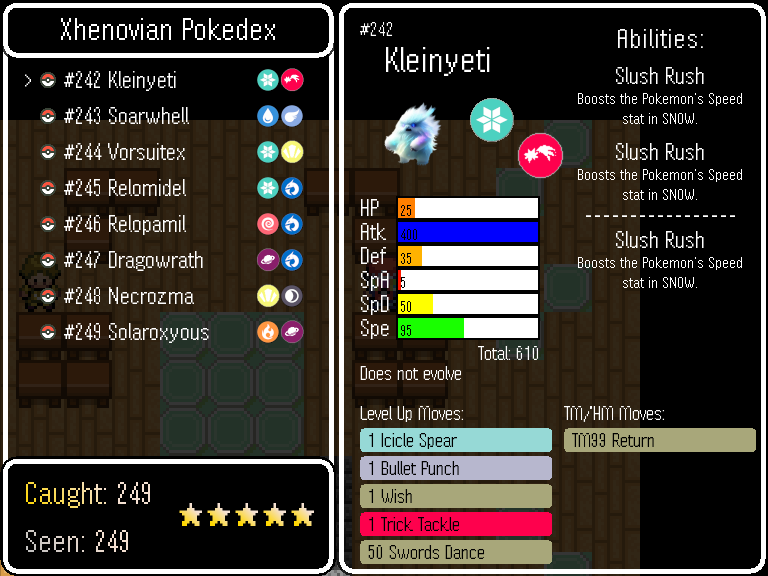 Xhenovian Pokedex
#242 Kleinyeti
#243 Soarwhell
#244 Vorsuitex
#245 Relomidel
#246 Relopamil
#247 Dragowrath
#248 Necrozma
#249 Solaroxyous
Caught: 249
Seen: 249
#242
Kleinyeti
HP 25
Atk
Def 35
SpA 5
SpD 50
Spe 95
Total: 610
Does not evolve
Abilities:
Slush Rush
Boosts the Pokemon's Speed
stat in SNOW.
Slush Rush
Boosts the Pokemon's Speed
stat in SNOW.
Slush Rush
Boosts the Pokemon's Speed
stat in SNOW.
Level Up Moves:
1 Icicle Spear
1 Bullet Punch
1 Wish
1 Trick Tackle
50 Swords Dance
TM/HM Moves:
TM99 Return